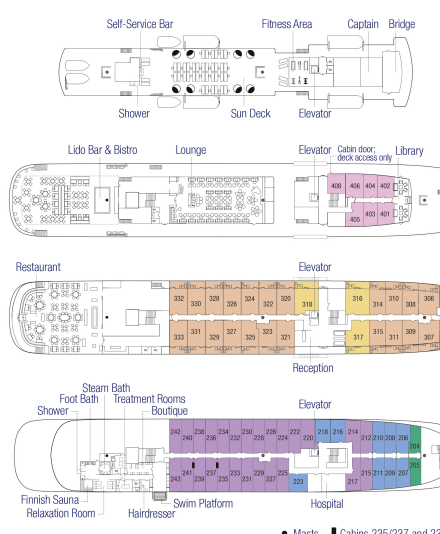 Self-Service Bar Fitness Area Captain Bridge
Shower Sun Deck Elevator
Lido Bar & Bistro Lounge Elevator Cabin door; deck access only Library
408 406 404 402
405 403 401
Restaurant Elevator
332 330 328 326 324 322 320 318 316 314 310 308 306
333 331 329 327 325 323 321 317 315 311 309 307
Reception
Steam Bath
Foot Bath Treatment Rooms
Shower Boutique Elevator
242 240 238 236 234 232 230 228 226 224 222 220 218 216 214 212 210 208 206 204
243 241 239 237 235 233 231 229 227 225 223 217 215 211 209 207 205
Finnish Sauna Swim Platform Hospital
Relaxation Room Hairdresser
Masts Cabins 235/237 and